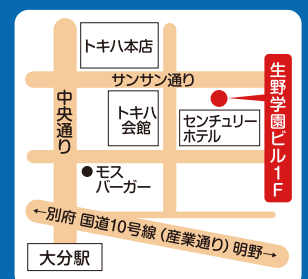 トキハ本店
サンサン通り
中央通り
トキハ
会館
センチュリー
ホテル
生野学園ビル1F
モス
バーガー
←別府 国道10号線（産業通り）明野→
大分駅